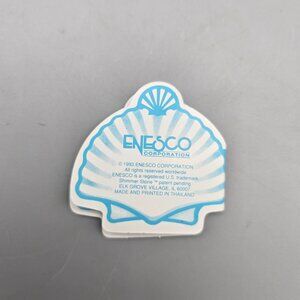 ENESCO
CORPORATION
© 1993 ENESCO CORPORATION
All rights reserved worldwide
ENESCO is a registered U.S. trademark
Shimmer Stone™ patent pending
ELK GROVE VILLAGE, IL 60007
MADE AND PRINTED IN THAILAND